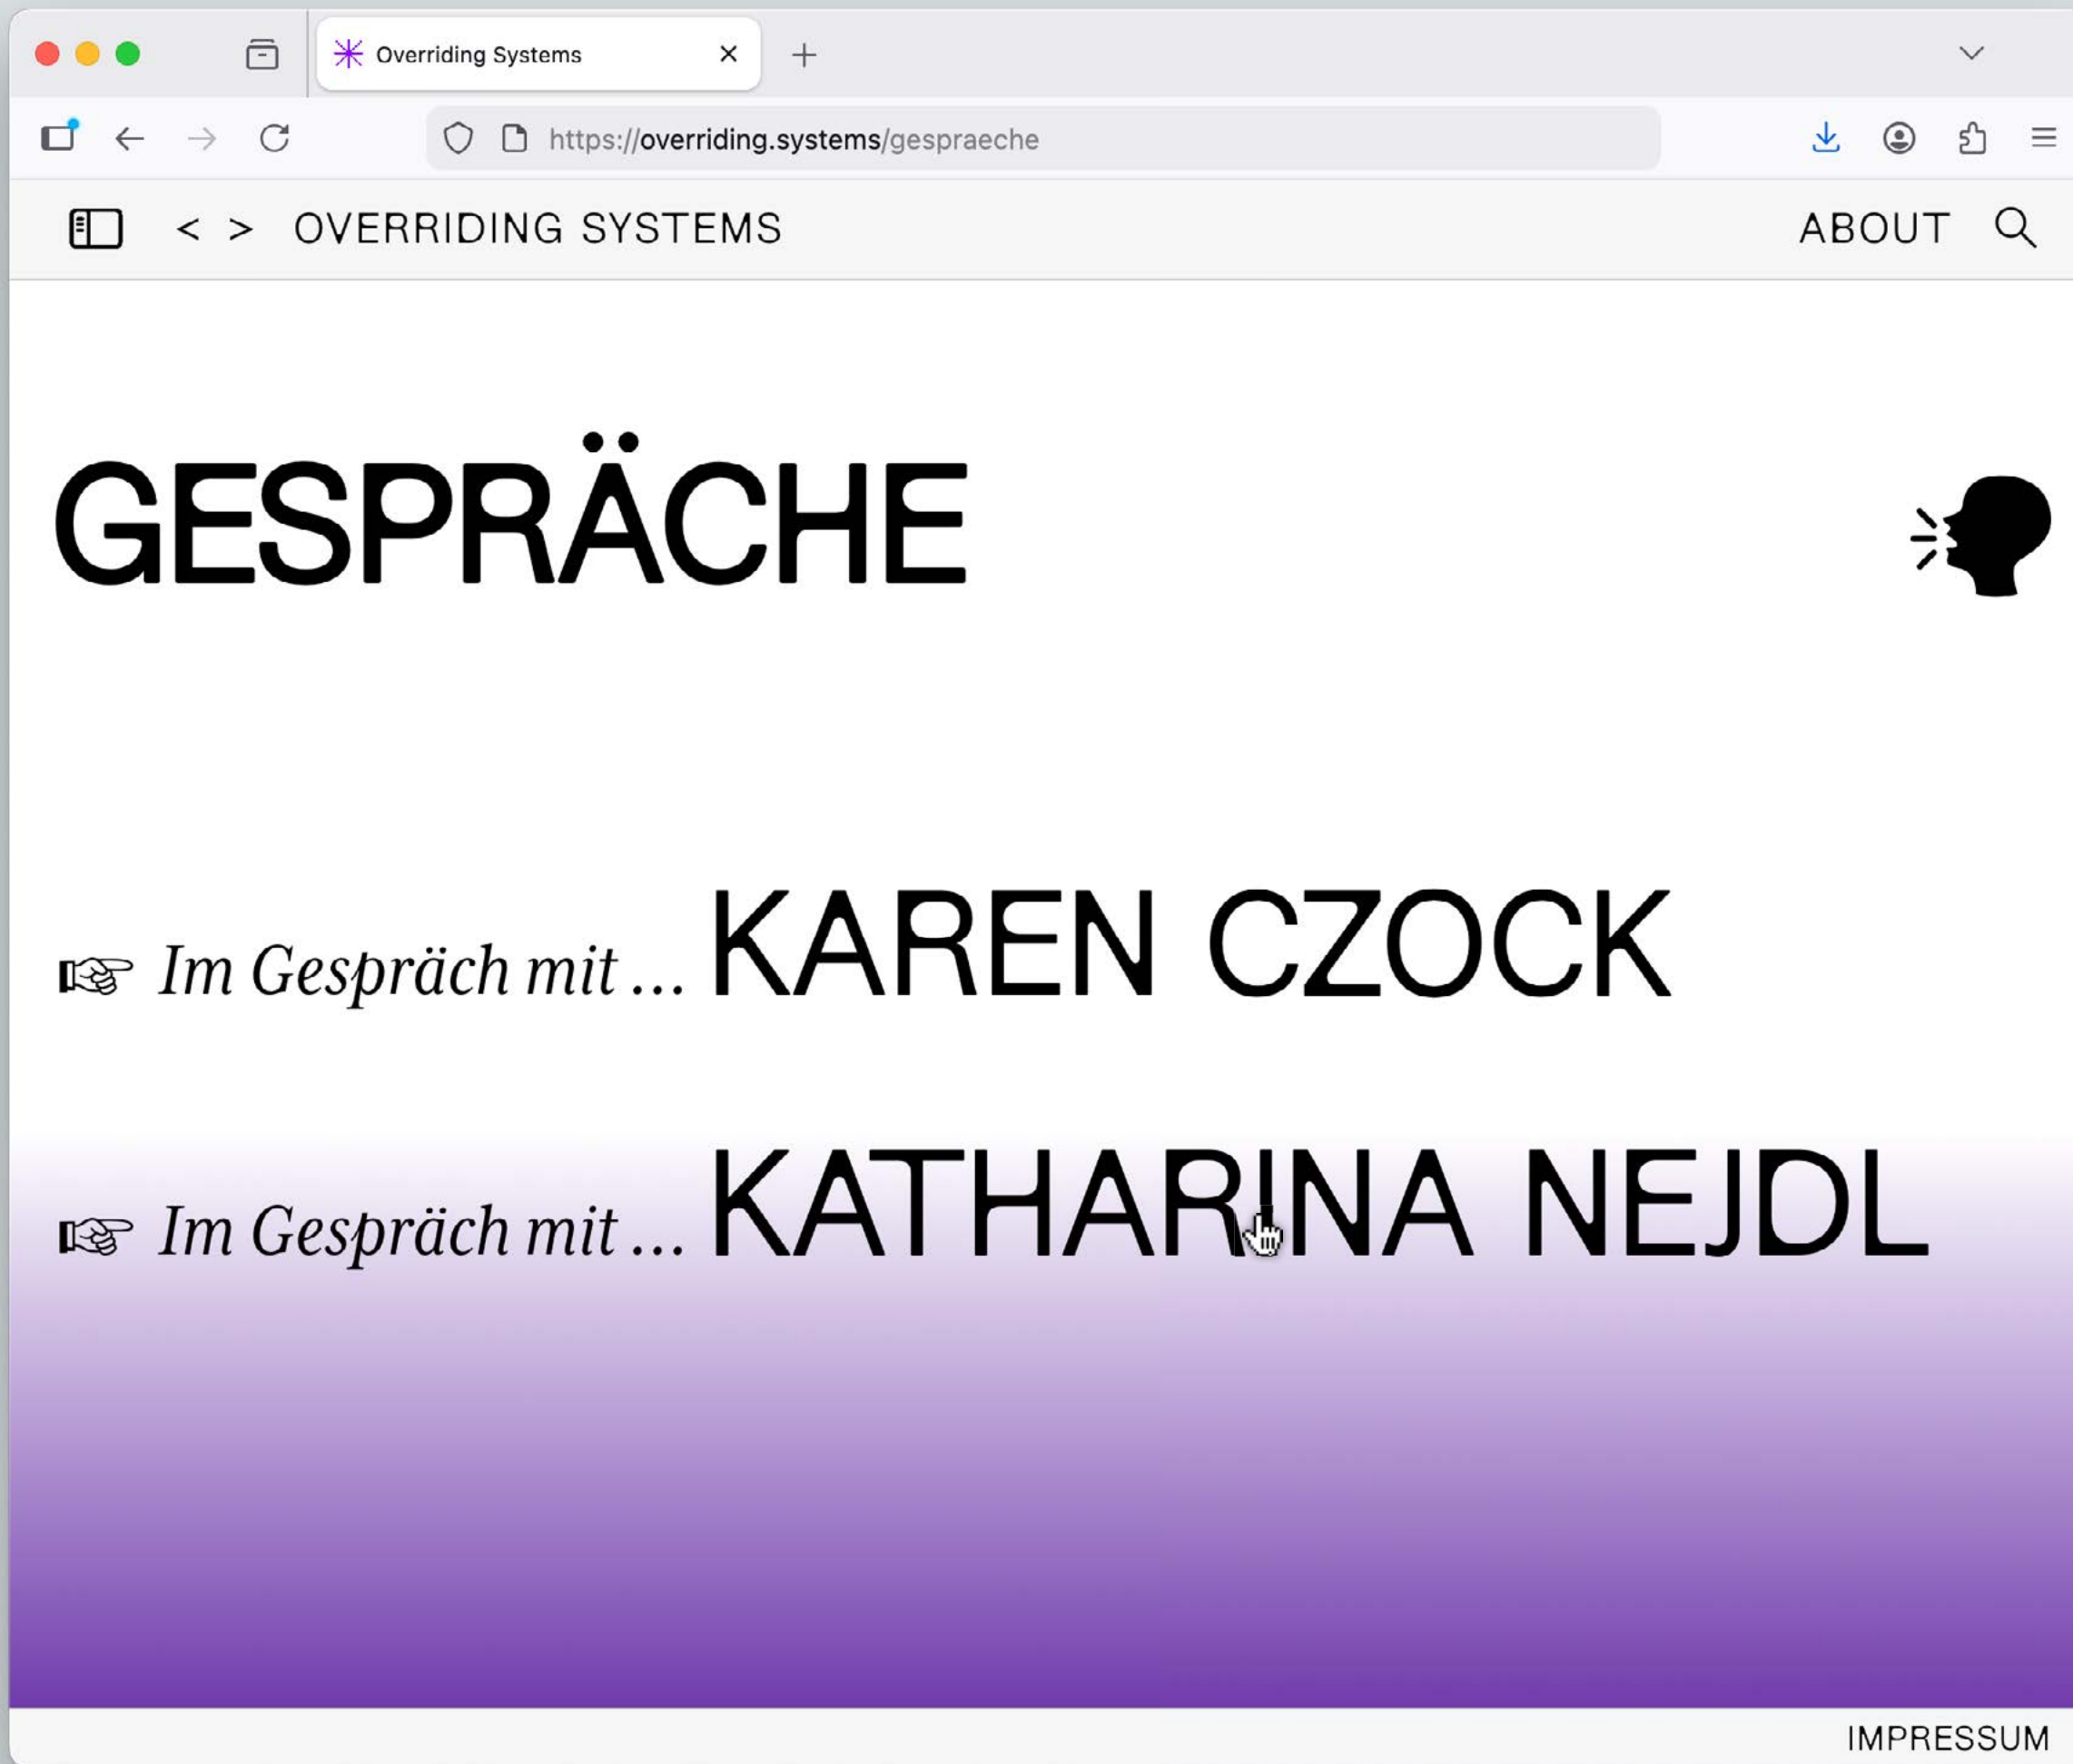 Overriding Systems
https://overriding.systems/gespraeche
< > OVERRIDING SYSTEMS ABOUT
GESPRÄCHE
☞ Im Gespräch mit ... KAREN CZOCK
☞ Im Gespräch mit ... KATHARINA NEJDL
IMPRESSUM